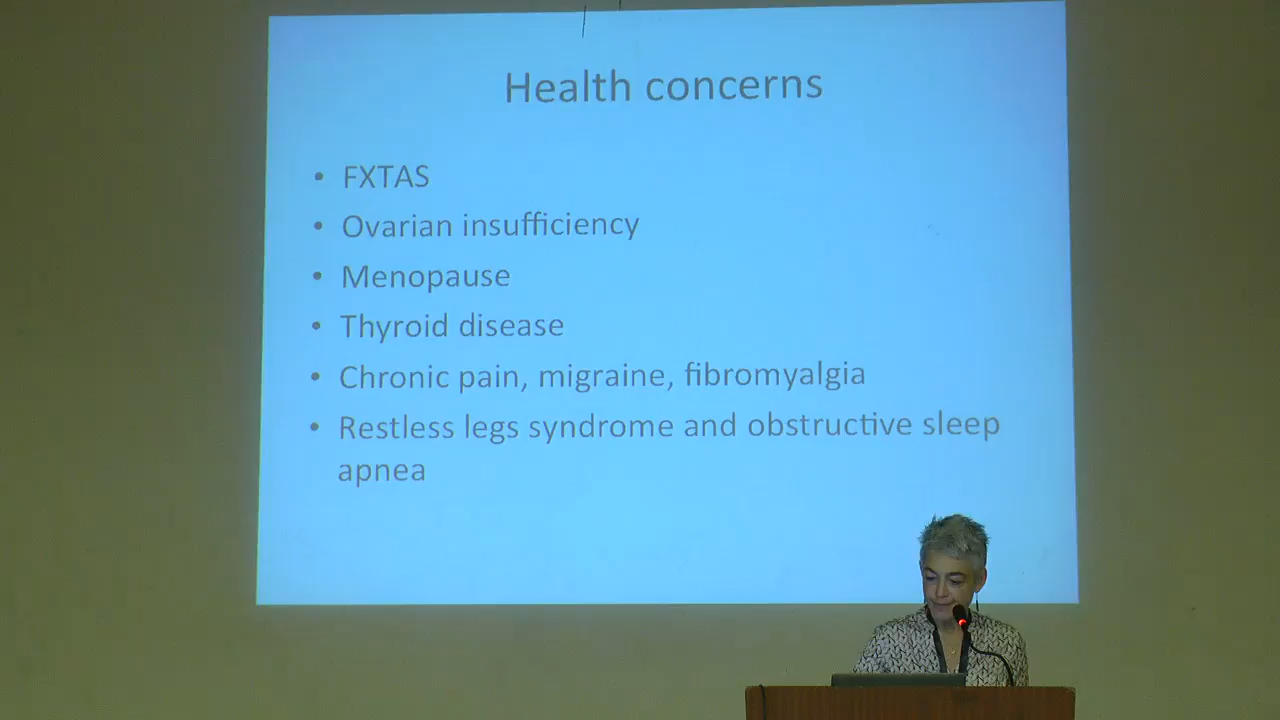 Health concerns
• FXTAS
• Ovarian insufficiency
• Menopause
• Thyroid disease
• Chronic pain, migraine, fibromyalgia
• Restless legs syndrome and obstructive sleep
apnea